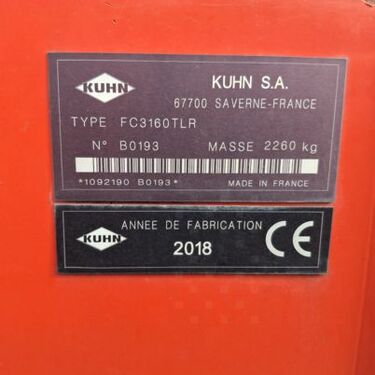 KUHN
KUHN S.A.
67700 SAVERNE-FRANCE
TYPE FC3160TLR
N° B0193 MASSE 2260 kg
*1092190 B0193* MADE IN FRANCE
KUHN
ANNEE DE FABRICATION
2018
CE